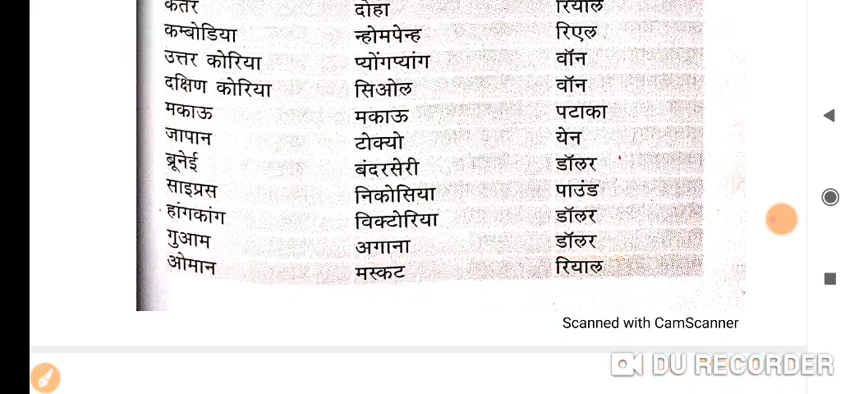 कतर दोहा रियाल
कम्बोडिया न्होमपेन्ह रिएल
उत्तर कोरिया प्योंगप्यांग वॉन
दक्षिण कोरिया सिओल वॉन
मकाऊ मकाऊ पटाका
जापान टोक्यो येन
ब्रूनेई बंदरसेरी डॉलर
साइप्रस निकोसिया पाउंड
हांगकांग विक्टोरिया डॉलर
गुआम अगाना डॉलर
ओमान मस्कट रियाल
Scanned with CamScanner
DU RECORDER